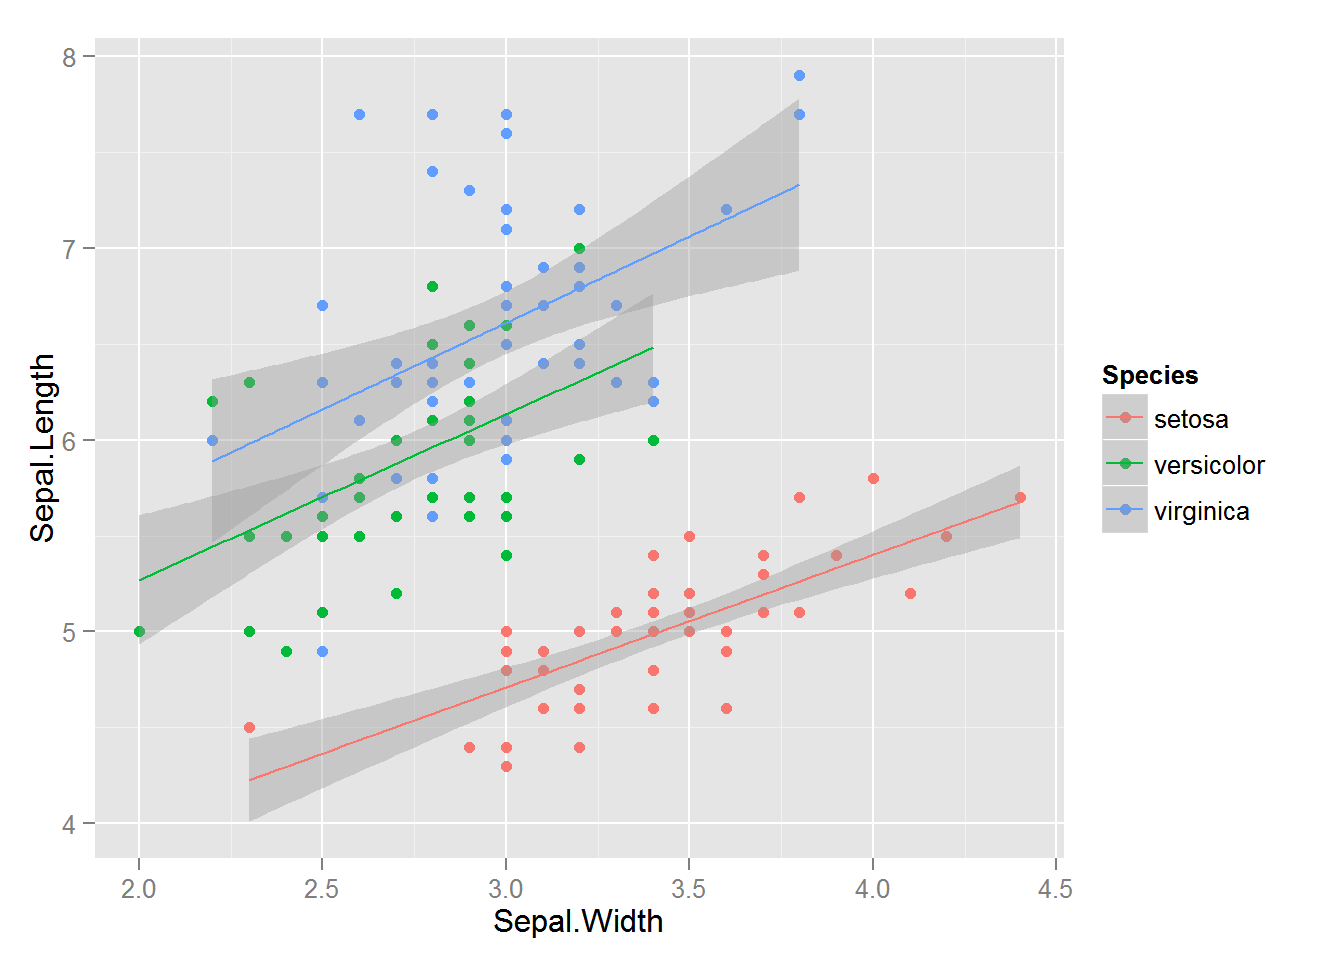 8
7
6
5
4
Sepal.Length
2.0 2.5 3.0 3.5 4.0 4.5
Sepal.Width
Species
setosa
versicolor
virginica